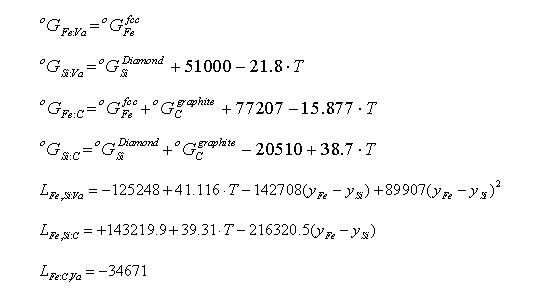 °G_{Fe:Va} = °G_{Fe}^{fcc}
°G_{Si:Va} = °G_{Si}^{Diamond} + 51000 − 21.8 · T
°G_{Fe:C} = °G_{Fe}^{fcc} + °G_{C}^{graphite} + 77207 − 15.877 · T
°G_{Si:C} = °G_{Si}^{Diamond} + °G_{C}^{graphite} − 20510 + 38.7 · T
L_{Fe,Si:Va} = −125248 + 41.116 · T − 142708(y_{Fe} − y_{Si}) + 89907(y_{Fe} − y_{Si})^2
L_{Fe,Si:C} = +143219.9 + 39.31 · T − 216320.5(y_{Fe} − y_{Si})
L_{Fe:C,Va} = −34671